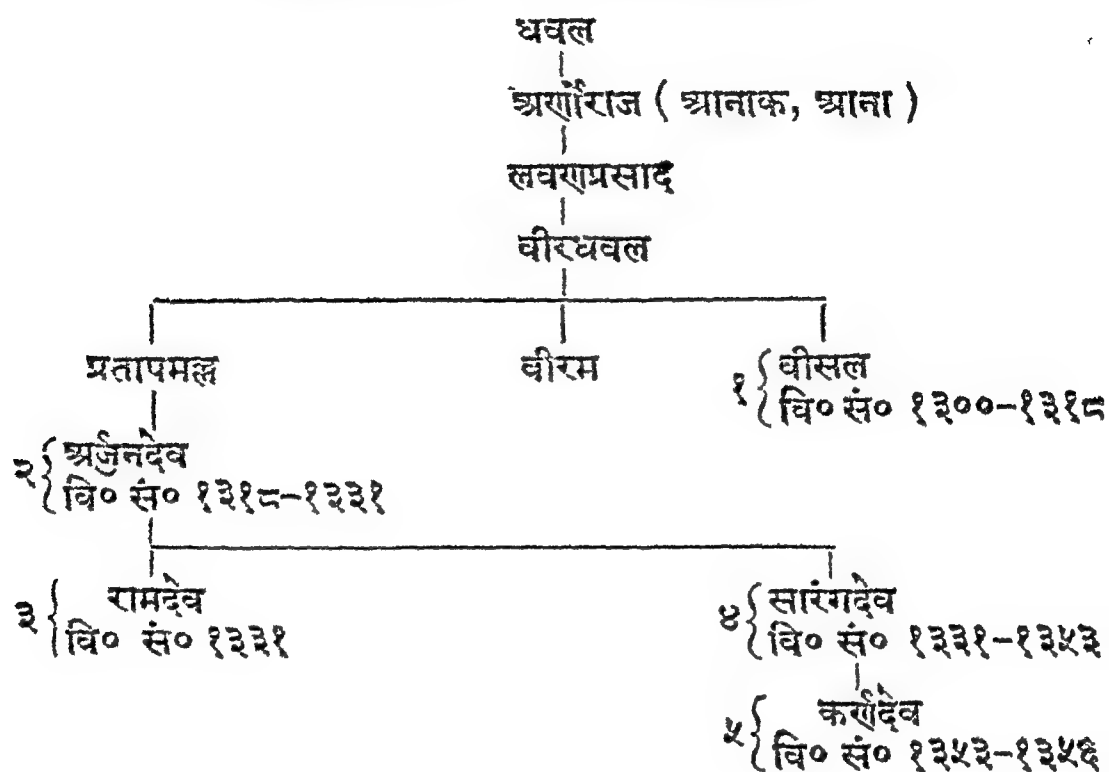 धवल
अर्णोराज ( आनाक, आना )
लवणप्रसाद
वीरधवल
प्रतापमल्ल वीरम १ वीसल
वि० सं० १३००-१३१८
२ अर्जुनदेव
वि० सं० १३१८-१३३१
३ रामदेव ४ सारंगदेव
वि० सं० १३३१ वि० सं० १३३१-१३५३
५ कर्णदेव
वि० सं० १३५३-१३५६